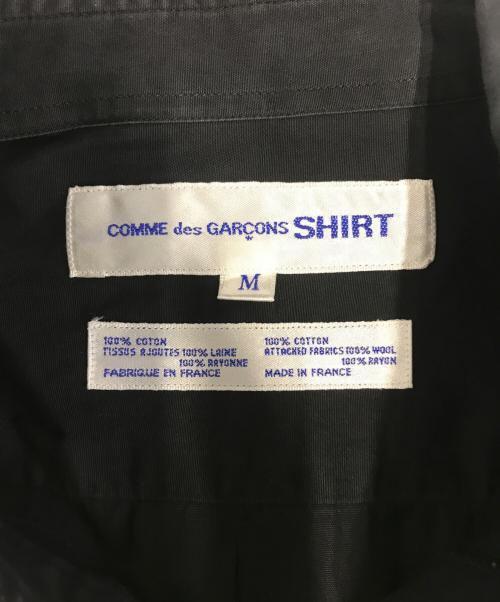 COMME des GARÇONS SHIRT
M
100% COTON
TISSUS AJOUTES 100% LAINE
100% RAYONNE
FABRIQUE EN FRANCE
100% COTTON
ATTACHED FABRICS 100% WOOL
100% RAYON
MADE IN FRANCE